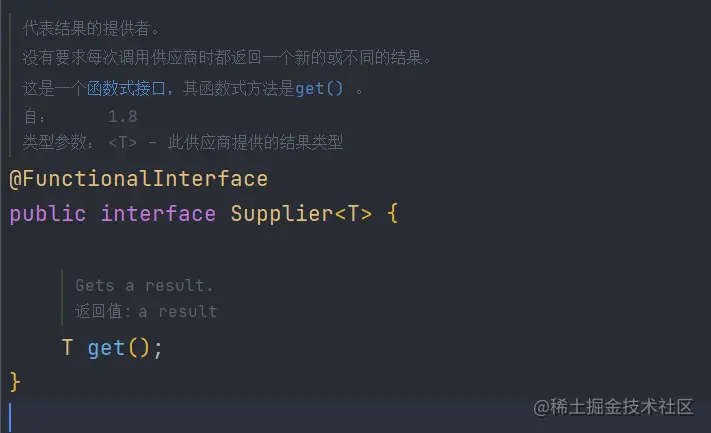 代表结果的提供者。
没有要求每次调用供应商时都返回一个新的或不同的结果。
这是一个函数式接口，其函数式方法是get() 。
自： 1.8
类型参数：<T> – 此供应商提供的结果类型
@FunctionalInterface
public interface Supplier<T> {
Gets a result.
返回值：a result
T get();
}
@稀土掘金技术社区